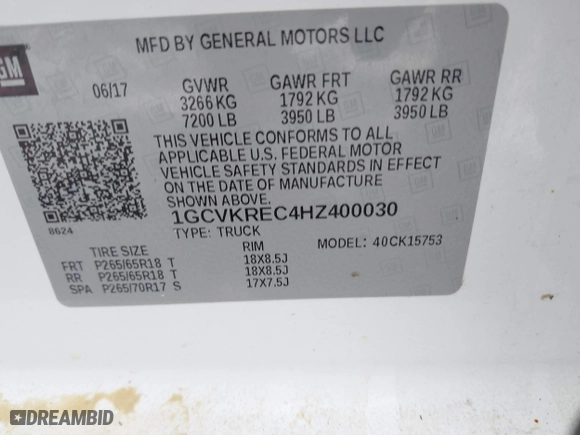 MFD BY GENERAL MOTORS LLC
GM
06/17 GVWR GAWR FRT GAWR RR
3266 KG 1792 KG 1792 KG
7200 LB 3950 LB 3950 LB
THIS VEHICLE CONFORMS TO ALL
APPLICABLE U.S. FEDERAL MOTOR
VEHICLE SAFETY STANDARDS IN EFFECT
ON THE DATE OF MANUFACTURE
SHOWN ABOVE.
1GCVKREC4HZ400030
8624
TYPE: TRUCK
TIRE SIZE RIM MODEL: 40CK15753
FRT P265/65R18 T 18X8.5J
RR P265/65R18 T 18X8.5J
SPA P265/70R17 S 17X7.5J
DREAMBID